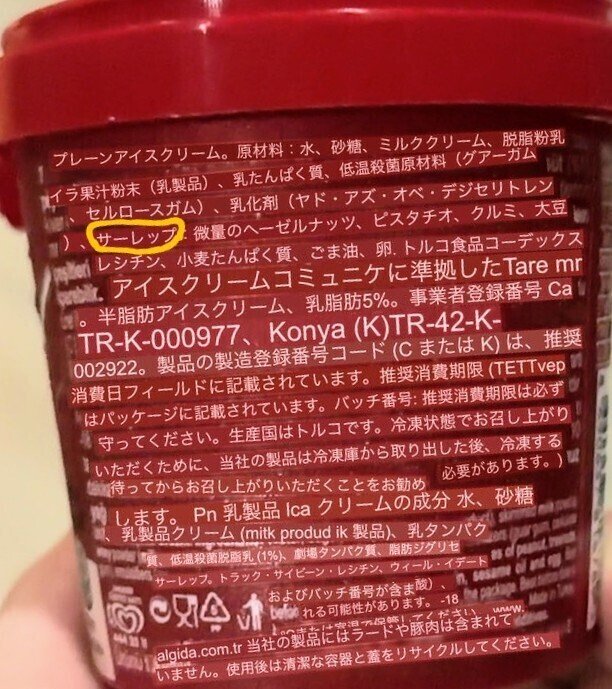 プレーンアイスクリーム。原材料：水、砂糖、ミルククリーム、脱脂粉乳
イラ果汁粉末（乳製品）、乳たんぱく質、低温殺菌原材料（グアーガム
、セルロースガム）、乳化剤（ヤド・アズ・オベ・デジセリトレン
）、サーレップ. 微量のヘーゼルナッツ、ピスタチオ、クルミ、大豆
レシチン、小麦たんぱく質、ごま油、卵. トルコ食品コーデックス
アイスクリームコミュニケに準拠したTare mr
。半脂肪アイスクリーム、乳脂肪5%。事業者登録番号 Ca
TR-K-000977、Konya (K)TR-42-K-
002922。製品の製造登録番号コード (C または K) は、推奨
消費日フィールドに記載されています。推奨消費期限 (TETTvep
はパッケージに記載されています。バッチ番号: 推奨消費期限は必ず
守ってください。生産国はトルコです。冷凍状態でお召し上がり
いただくために、当社の製品は冷凍庫から取り出した後、冷凍する
必要があります。)
待ってからお召し上がりいただくことをお勧め
します。 Pn 乳製品 Ica クリームの成分 水、砂糖
、乳製品クリーム (mitk produd ik 製品)、乳タンパク
質、低温殺菌脱脂乳 (1%)、劇場タンパク質、脂肪ジグリセ
サーレップ。トラック・サイビーン・レシチン、ウィール・イデート
およびバッチ番号が含ま酸)、
れる可能性があります。-18
algida.com.tr 当社の製品にはラードや豚肉は含まれて
いません。使用後は清潔な容器と蓋をリサイクルしてください。